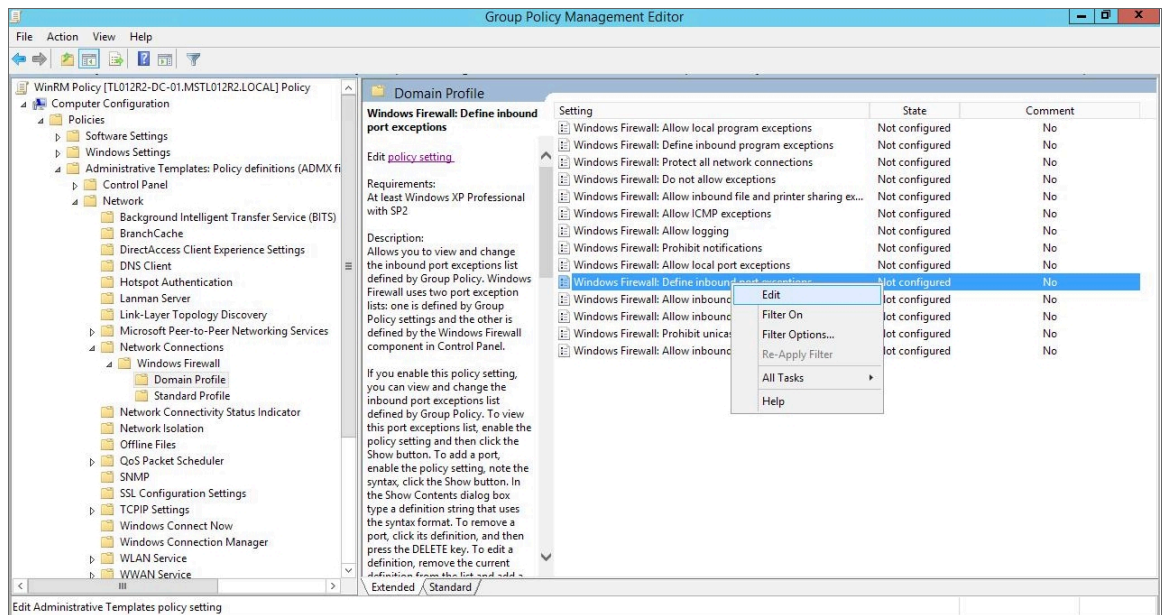 Group Policy Management Editor
File Action View Help
WinRM Policy [TL012R2-DC-01.MSTL012R2.LOCAL] Policy
Computer Configuration
Policies
Software Settings
Windows Settings
Administrative Templates: Policy definitions (ADMX fi
Control Panel
Network
Background Intelligent Transfer Service (BITS)
BranchCache
DirectAccess Client Experience Settings
DNS Client
Hotspot Authentication
Lanman Server
Link-Layer Topology Discovery
Microsoft Peer-to-Peer Networking Services
Network Connections
Windows Firewall
Domain Profile
Standard Profile
Network Connectivity Status Indicator
Network Isolation
Offline Files
QoS Packet Scheduler
SNMP
SSL Configuration Settings
TCPIP Settings
Windows Connect Now
Windows Connection Manager
WLAN Service
WWAN Service
Domain Profile
Windows Firewall: Define inbound
port exceptions
Edit policy setting
Requirements:
At least Windows XP Professional
with SP2
Description:
Allows you to view and change
the inbound port exceptions list
defined by Group Policy. Windows
Firewall uses two port exception
lists: one is defined by Group
Policy settings and the other is
defined by the Windows Firewall
component in Control Panel.
If you enable this policy setting,
you can view and change the
inbound port exceptions list
defined by Group Policy. To view
this port exceptions list, enable the
policy setting and then click the
Show button. To add a port,
enable the policy setting, note the
syntax, click the Show button. In
the Show Contents dialog box
type a definition string that uses
the syntax format. To remove a
port, click its definition, and then
press the DELETE key. To edit a
definition, remove the current
definition from the list and add a
Setting State Comment
Windows Firewall: Allow local program exceptions Not configured No
Windows Firewall: Define inbound program exceptions Not configured No
Windows Firewall: Protect all network connections Not configured No
Windows Firewall: Do not allow exceptions Not configured No
Windows Firewall: Allow inbound file and printer sharing ex... Not configured No
Windows Firewall: Allow ICMP exceptions Not configured No
Windows Firewall: Allow logging Not configured No
Windows Firewall: Prohibit notifications Not configured No
Windows Firewall: Allow local port exceptions Not configured No
Windows Firewall: Define inbound port exceptions Not configured No
Windows Firewall: Allow inbound Not configured No
Windows Firewall: Allow inbound Not configured No
Windows Firewall: Prohibit unicas Not configured No
Windows Firewall: Allow inbound Not configured No
Edit
Filter On
Filter Options...
Re-Apply Filter
All Tasks
Help
Extended Standard
Edit Administrative Templates policy setting